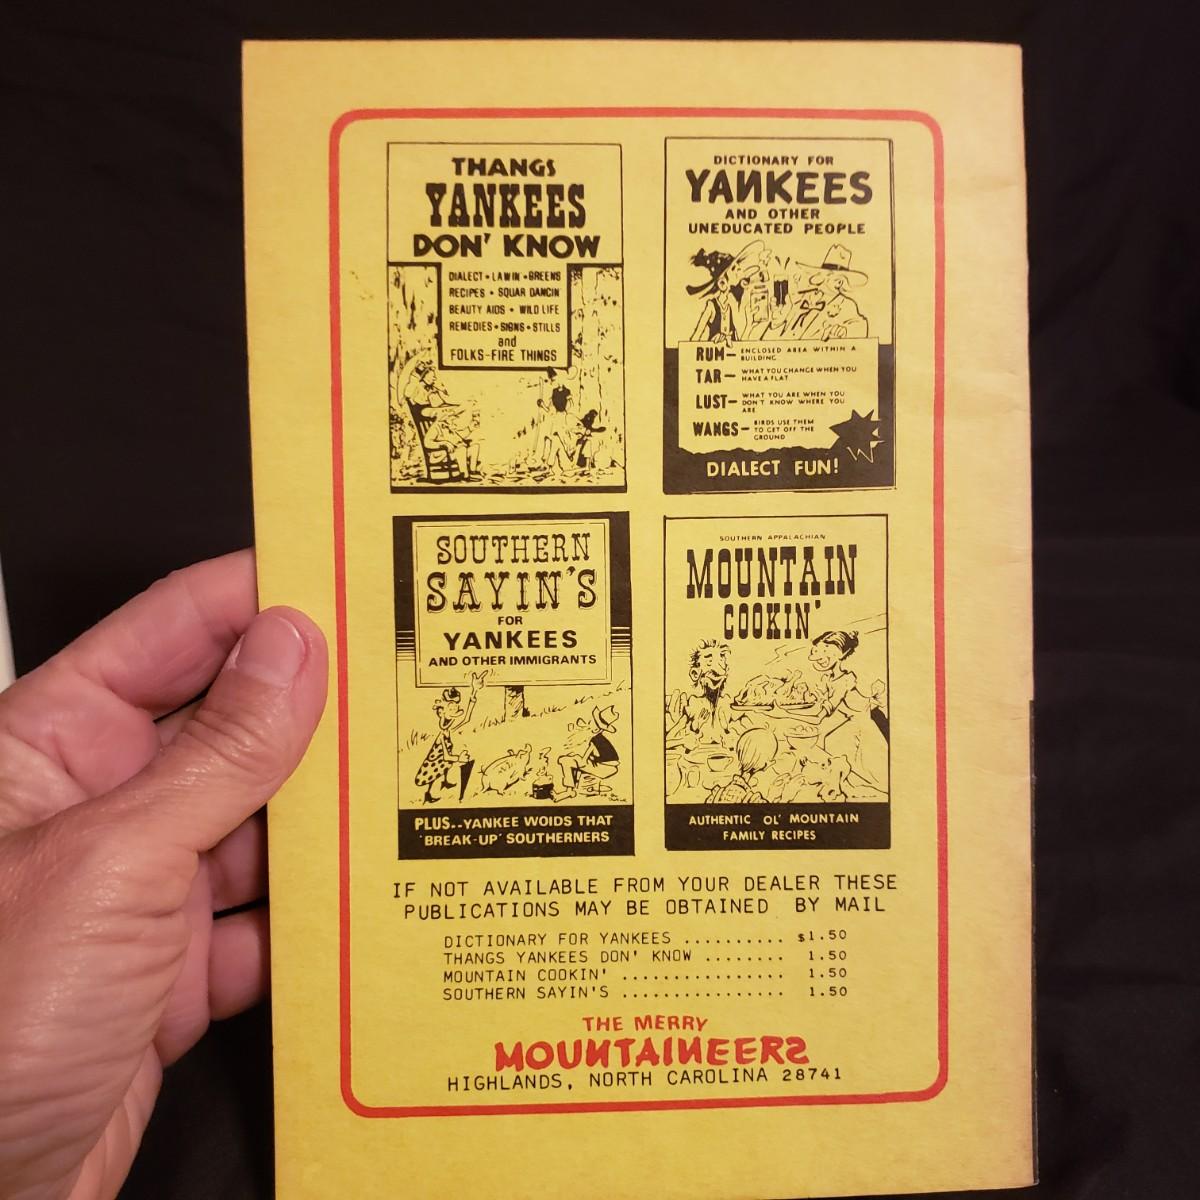 THANGS
YANKEES
DON' KNOW
DIALECT • LAWIN • GREENS
RECIPES • SQUAR DANCIN'
BEAUTY AIDS • WILD LIFE
REMEDIES • SIGNS • STILLS
and
FOLKS-FIRE THINGS
DICTIONARY FOR
YANKEES
AND OTHER
UNEDUCATED PEOPLE
RUM— ENCLOSED AREA WITHIN A
BUILDING
TAR— WHAT YOU CHANGE WHEN YOU
HAVE A FLAT
LUST— WHAT YOU ARE WHEN YOU
DON'T KNOW WHERE YOU
ARE
WANGS— BIRDS USE THEM
TO GET OFF THE
GROUND
DIALECT FUN!
SOUTHERN
SAYIN'S
FOR
YANKEES
AND OTHER IMMIGRANTS
PLUS..YANKEE WOIDS THAT
'BREAK-UP' SOUTHERNERS
SOUTHERN APPALACHIAN
MOUNTAIN
COOKIN'
AUTHENTIC OL' MOUNTAIN
FAMILY RECIPES
IF NOT AVAILABLE FROM YOUR DEALER THESE
PUBLICATIONS MAY BE OBTAINED BY MAIL
DICTIONARY FOR YANKEES .......... $1.50
THANGS YANKEES DON' KNOW ........ 1.50
MOUNTAIN COOKIN' ................ 1.50
SOUTHERN SAYIN'S ................ 1.50
THE MERRY
MOUNTAINEERS
HIGHLANDS, NORTH CAROLINA 28741